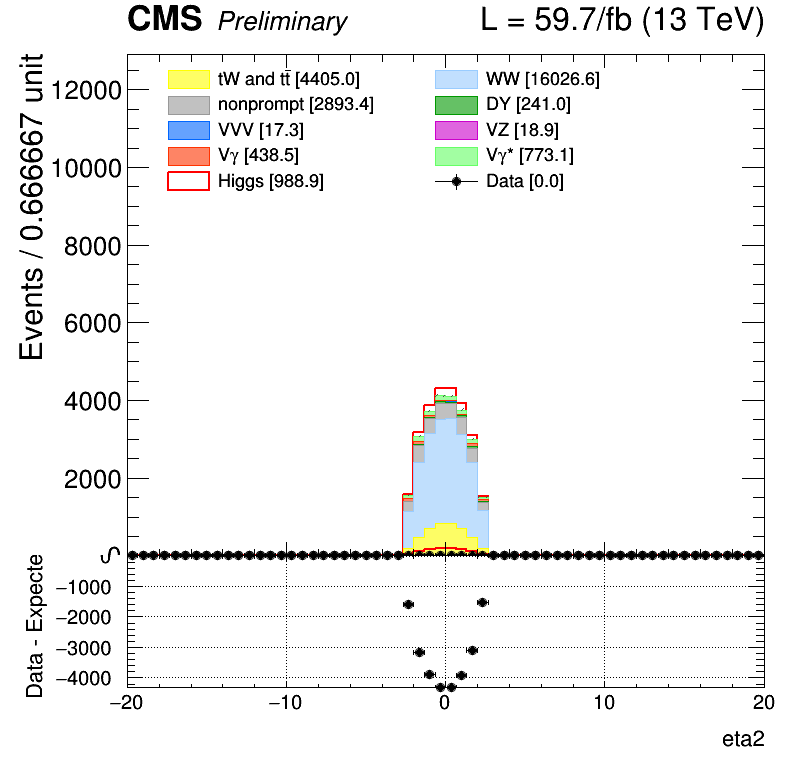 CMS Preliminary L = 59.7/fb (13 TeV)
Events / 0.666667 unit
tW and tt̄ [4405.0] WW [16026.6]
nonprompt [2893.4] DY [241.0]
VVV [17.3] VZ [18.9]
Vγ [438.5] Vγ* [773.1]
Higgs [988.9] Data [0.0]
12000
10000
8000
6000
4000
2000
Data - Expecte
−1000
−2000
−3000
−4000
−20 −10 0 10 20
eta2